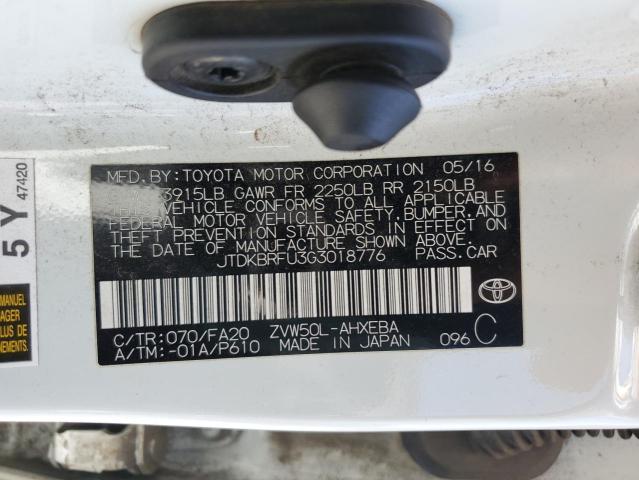 MFD.BY:TOYOTA MOTOR CORPORATION 05/16
3915LB GAWR FR 2250LB RR 2150LB
VEHICLE CONFORMS TO ALL APPLICABLE
FEDERAL MOTOR VEHICLE SAFETY,BUMPER,AND
THEFT PREVENTION STANDARDS IN EFFECT ON
THE DATE OF MANUFACTURE SHOWN ABOVE.
JTDKBRFU3G3018776 PASS.CAR
C/TR:070/FA20 ZVW50L-AHXEBA
A/TM:-01A/P610 MADE IN JAPAN 096 C
5 Y
47420
MANUEL